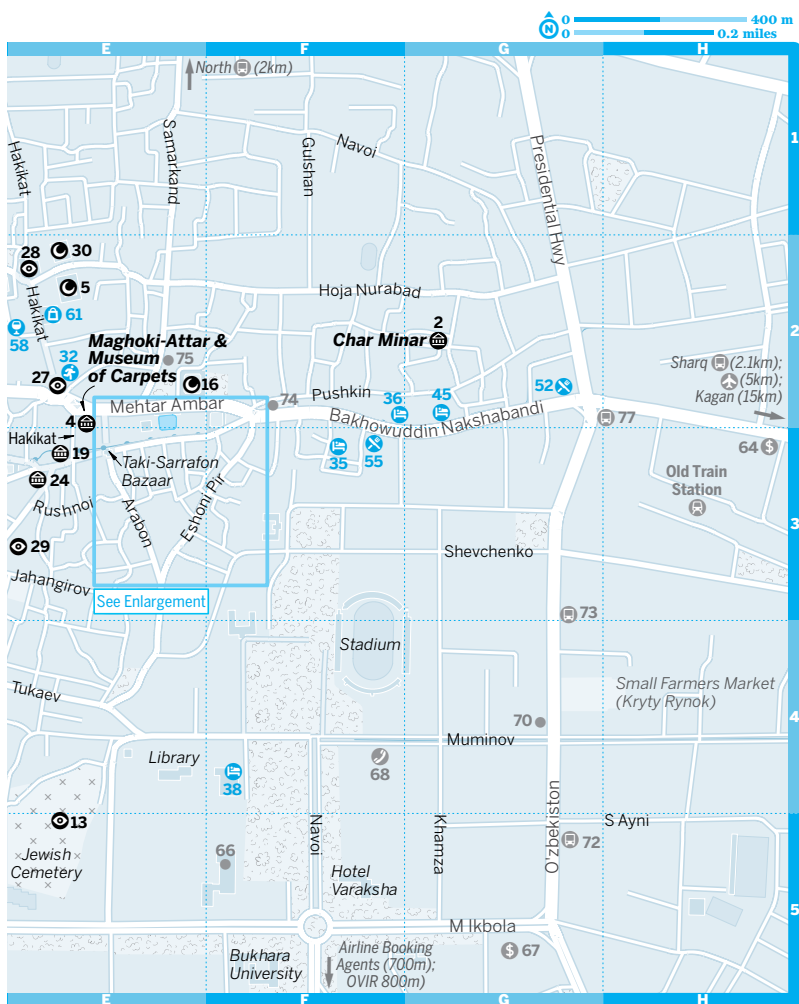 N
0 400 m
0 0.2 miles
E F G H
North (2km)
1
Hakikat
Samarkand
Gulshan
Navoi
Presidential Hwy
28
30
5
Hakikat
61
58
Hoja Nurabad
2
Char Minar
2
Maghoki-Attar &
Museum
of Carpets
32
75
27
16
Sharq (2.1km);
(5km);
Kagan (15km)
Mehtar Ambar
74
Pushkin
36
45
52
Bakhowuddin Nakshabandi
77
4
Hakikat
19
Taki-Sarrafon
Bazaar
35
55
64
24
Rushnoi
Arabon
Eshoni Pir
Old Train
Station
3
29
Shevchenko
Jahangirov
See Enlargement
73
Stadium
Tukaev
Small Farmers Market
(Kryty Rynok)
70
4
Muminov
Library
68
38
O'zbekiston
13
Jewish
Cemetery
66
Navoi
Khamza
S Ayni
72
Hotel
Varaksha
5
M Ikbola
Bukhara
University
Airline Booking
Agents (700m);
OVIR 800m)
67
E F G H